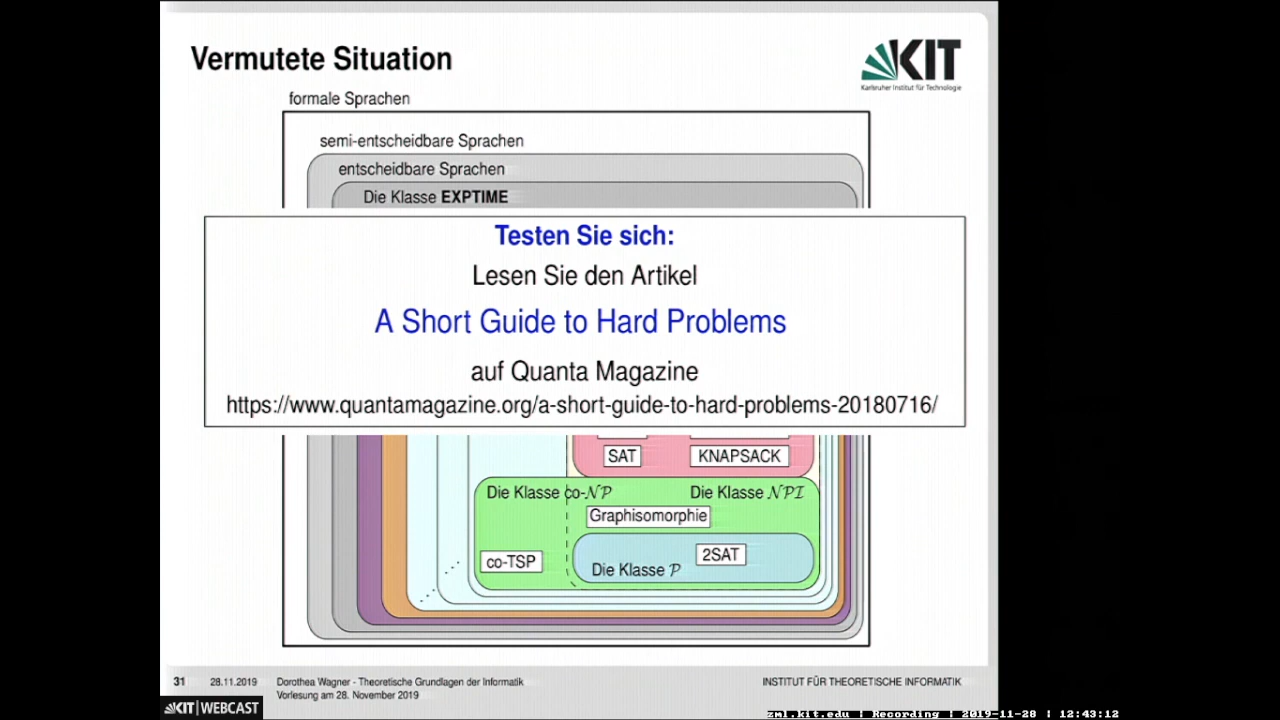 Vermutete Situation
KIT
Karlsruher Institut für Technologie
formale Sprachen
semi-entscheidbare Sprachen
entscheidbare Sprachen
Die Klasse EXPTIME
Testen Sie sich:
Lesen Sie den Artikel
A Short Guide to Hard Problems
auf Quanta Magazine
https://www.quantamagazine.org/a-short-guide-to-hard-problems-20180716/
SAT KNAPSACK
Die Klasse co-NP Die Klasse NPI
Graphisomorphie
co-TSP 2SAT
Die Klasse P
31 28.11.2019 Dorothea Wagner - Theoretische Grundlagen der Informatik INSTITUT FÜR THEORETISCHE INFORMATIK
Vorlesung am 28. November 2019
KIT WEBCAST
zml.kit.edu | Recording | 2019-11-28 | 12:43:12